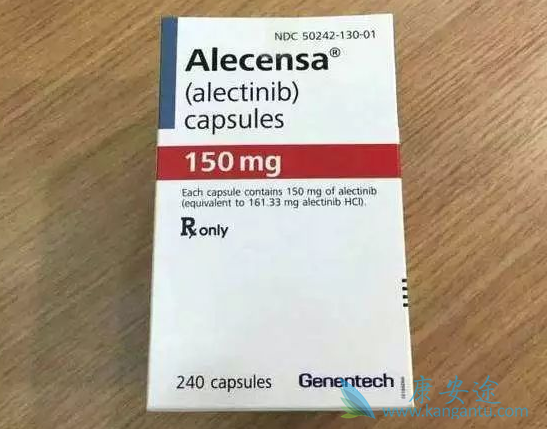 NDC 50242-130-01
Alecensa®
(alectinib)
capsules
150 mg
Each capsule contains 150 mg of alectinib
(equivalent to 161.33 mg alectinib HCl).
Rx only
240 capsules
Genentech
康安途
www.kangantu.com